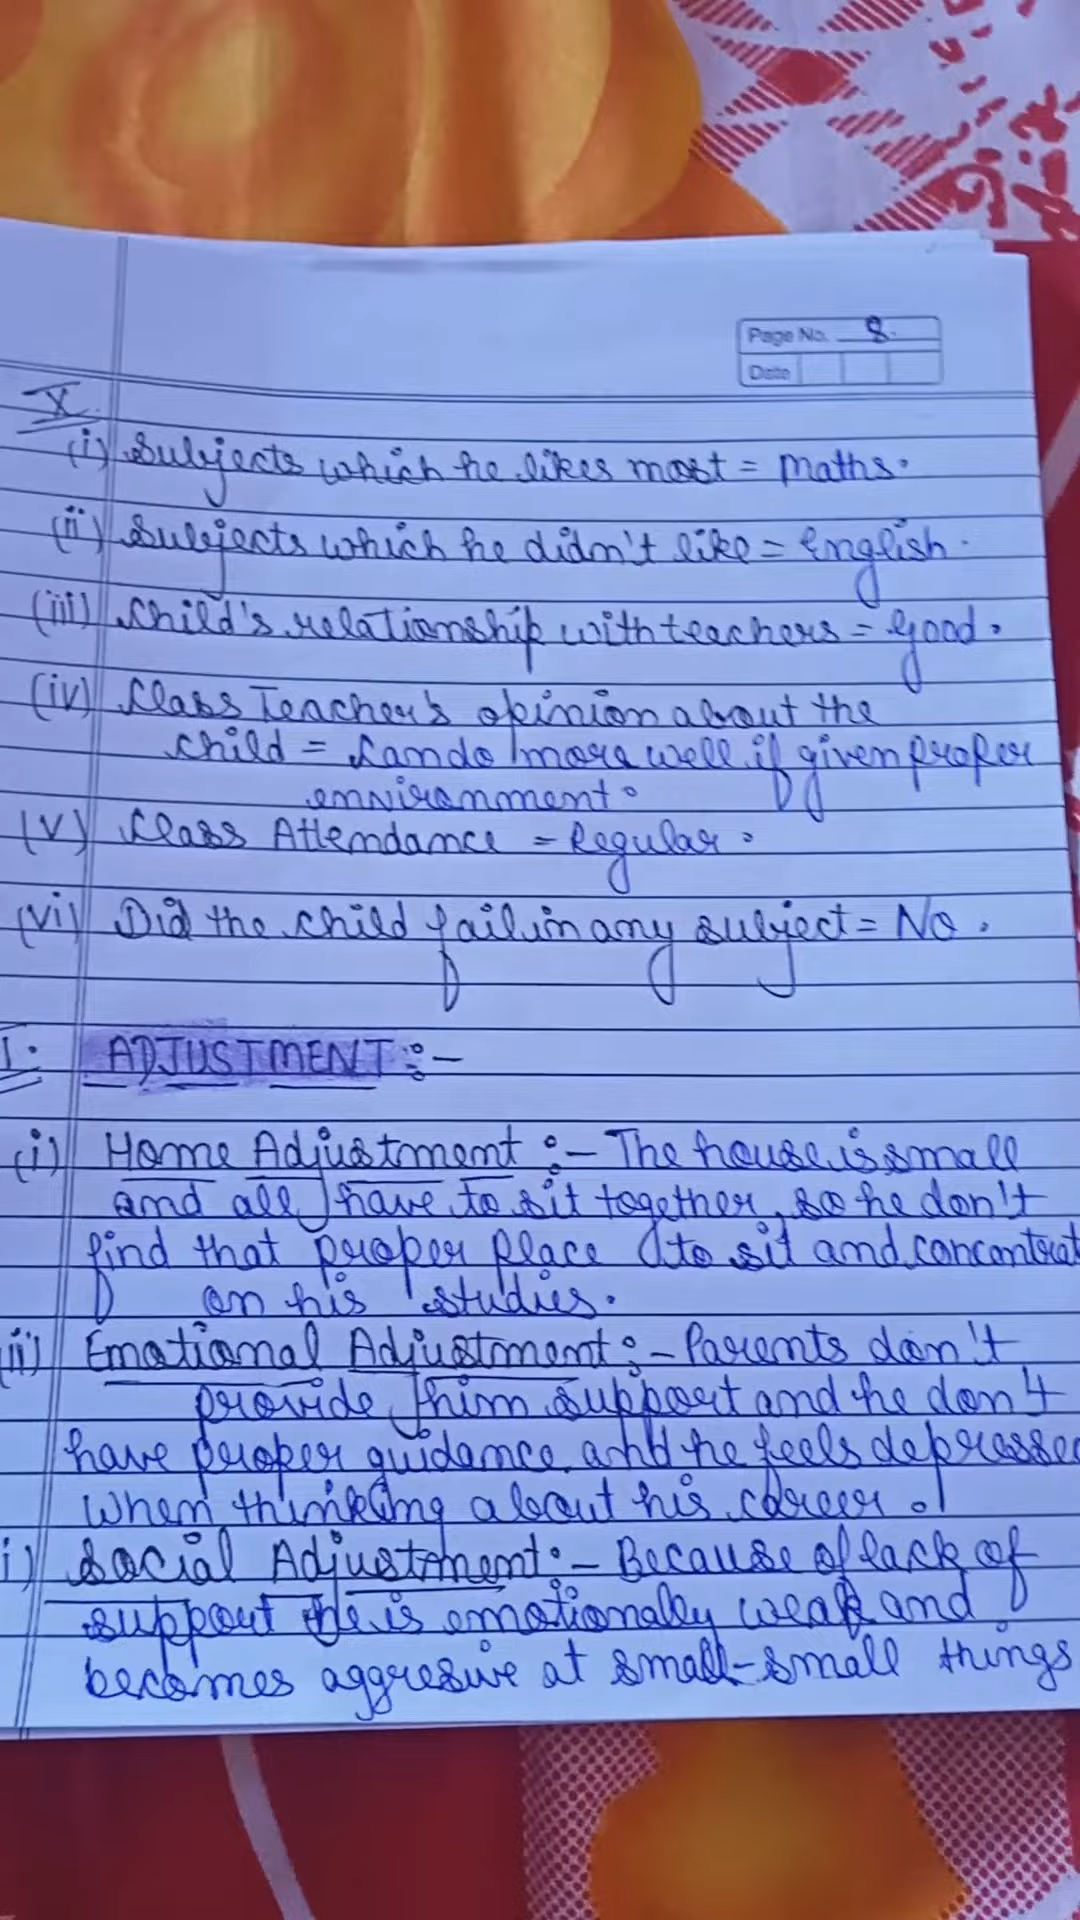 Page No. 8.
Date
X.
(i) Subjects which he likes most = Maths.
(ii) Subjects which he didn't like = English.
(iii) Child's relationship with teachers = Good.
(iv) Class Teacher's opinion about the
child = Can do more well if given proper
environment.
(v) Class Attendance = Regular.
(vi) Did the child fail in any subject = No.
ADJUSTMENT :-
(i) Home Adjustment :- The house is small
and all have to sit together, so he don't
find that proper place to sit and concantrat
on his studies.
ii) Emotional Adjustment :- Parents don't
provide him support and he don't
have proper guidance and he feels depresse
when thinking about his career.
i) Social Adjustment :- Because of lack of
support he is emotionally weak and
becomes aggresive at small-small things